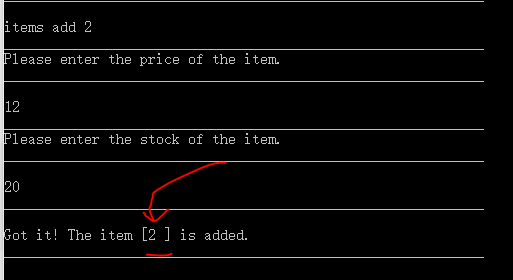 items add 2
Please enter the price of the item.
12
Please enter the stock of the item.
20
Got it! The item [2 ] is added.